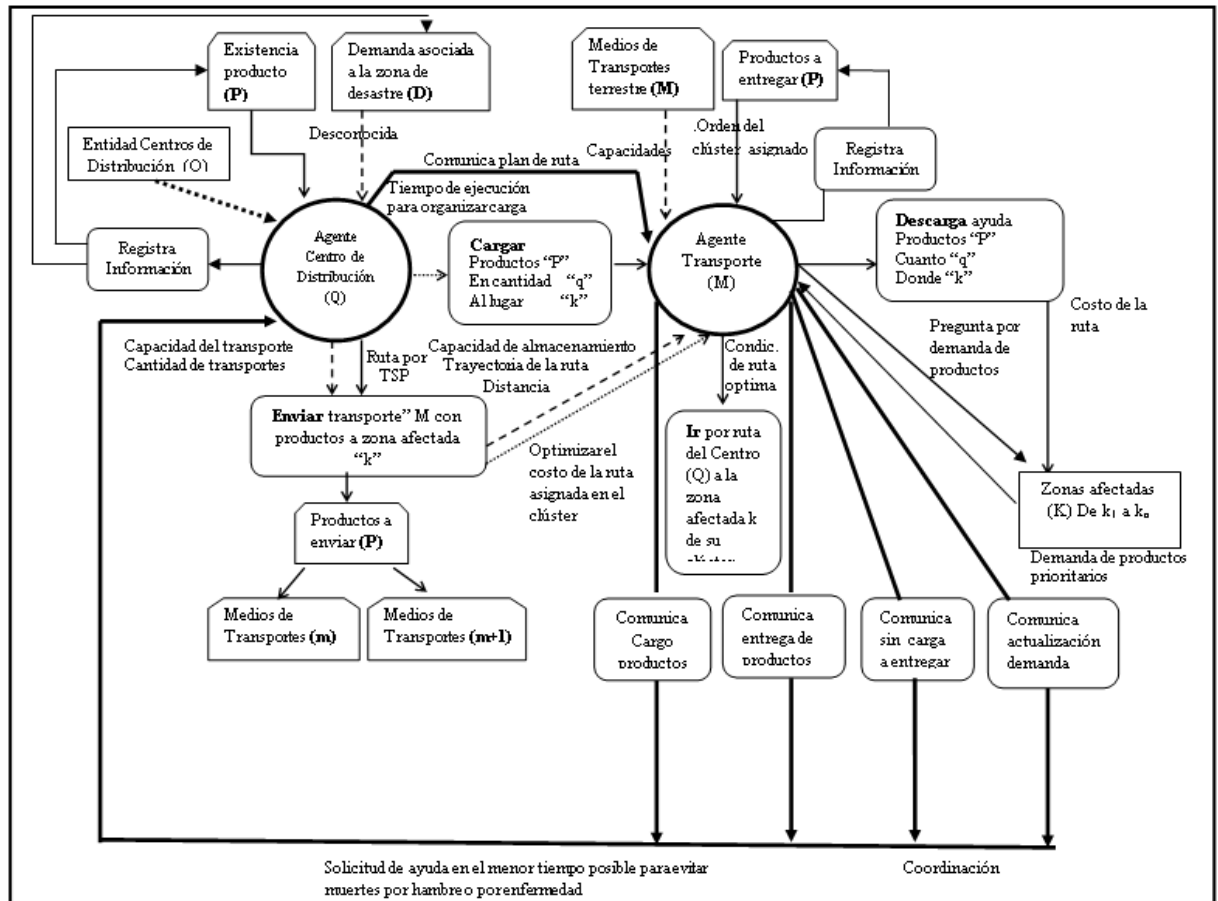 Existencia
producto
(P)
Demanda asociada
a la zona de
desastre (D)
Medios de
Transportes
terrestre (M)
Productos a
entregar (P)
Desconocida
Entidad Centros de
Distribución (Q)
Comunica plan de ruta
Capacidades
.Orden del
clúster asignado
Registra
Información
Tiempo de ejecución
para organizar carga
Registra
Información
Agente
Centro de
Distribución
(Q)
Cargar
Productos “P”
En cantidad “q”
Al lugar “k”
Agente
Transporte
(M)
Descarga ayuda
Productos “P”
Cuanto “q”
Donde “k”
Costo de la
ruta
Pregunta por
demanda de
productos
Capacidad del transporte
Cantidad de transportes
Ruta por
TSP
Capacidad de almacenamiento
Trayectoria de la ruta
Distancia
Condic.
de ruta
optima
Enviar transporte” M con
productos a zona afectada
“k”
Optimizar el
costo de la ruta
asignada en el
clúster
Ir por ruta
del Centro
(Q) a la
zona
afectada k
de su
clúster
Zonas afectadas
(K) De k₁ a kₙ
Demanda de productos
prioritarios
Productos a
enviar (P)
Medios de
Transportes (m)
Medios de
Transportes (m+1)
Comunica
Cargo
productos
Comunica
entrega de
productos
Comunica
sin carga
a entregar
Comunica
actualización
demanda
Solicitud de ayuda en el menor tiempo posible para evitar
muertes por hambre o por enfermedad
Coordinación